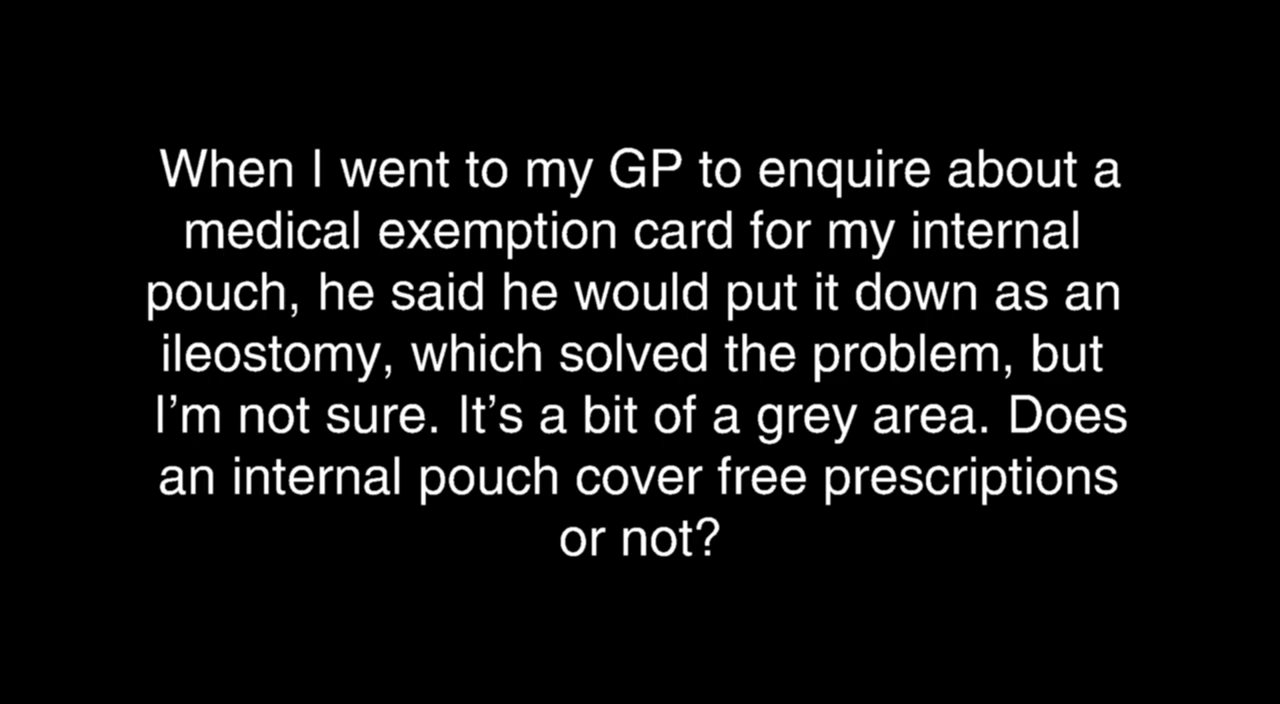 When I went to my GP to enquire about a
medical exemption card for my internal
pouch, he said he would put it down as an
ileostomy, which solved the problem, but
I’m not sure. It’s a bit of a grey area. Does
an internal pouch cover free prescriptions
or not?